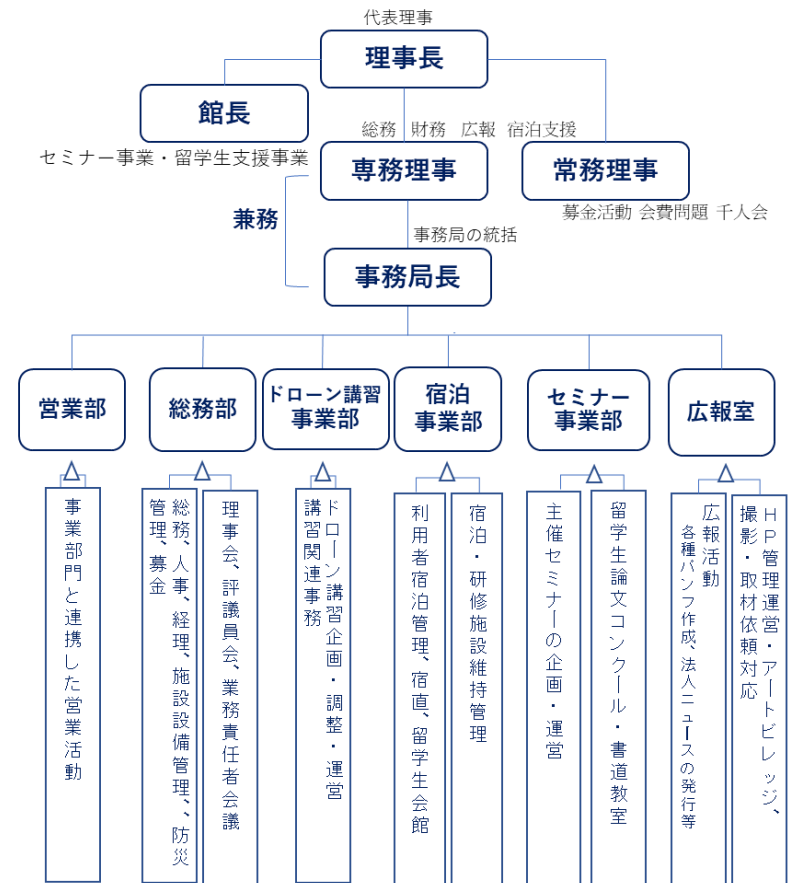 代表理事
理事長
館長
セミナー事業・留学生支援事業
総務 財務 広報 宿泊支援
専務理事
常務理事
募金活動 会費問題 千人会
兼務
事務局の統括
事務局長
営業部
総務部
ドローン講習
事業部
宿泊
事業部
セミナー
事業部
広報室
事業部門と連携した営業活動
総務、人事、経理、施設設備管理、、防災
管理、募金
理事会、評議員会、業務責任者会議
ドローン講習企画・調整・運営
講習関連事務
利用者宿泊管理、宿直、留学生会館
宿泊・研修施設維持管理
主催セミナーの企画・運営
留学生論文コンクール・書道教室
広報活動
各種パンフ作成、法人ニュースの発行等
HP管理運営・アートビレッジ、
撮影・取材依頼対応